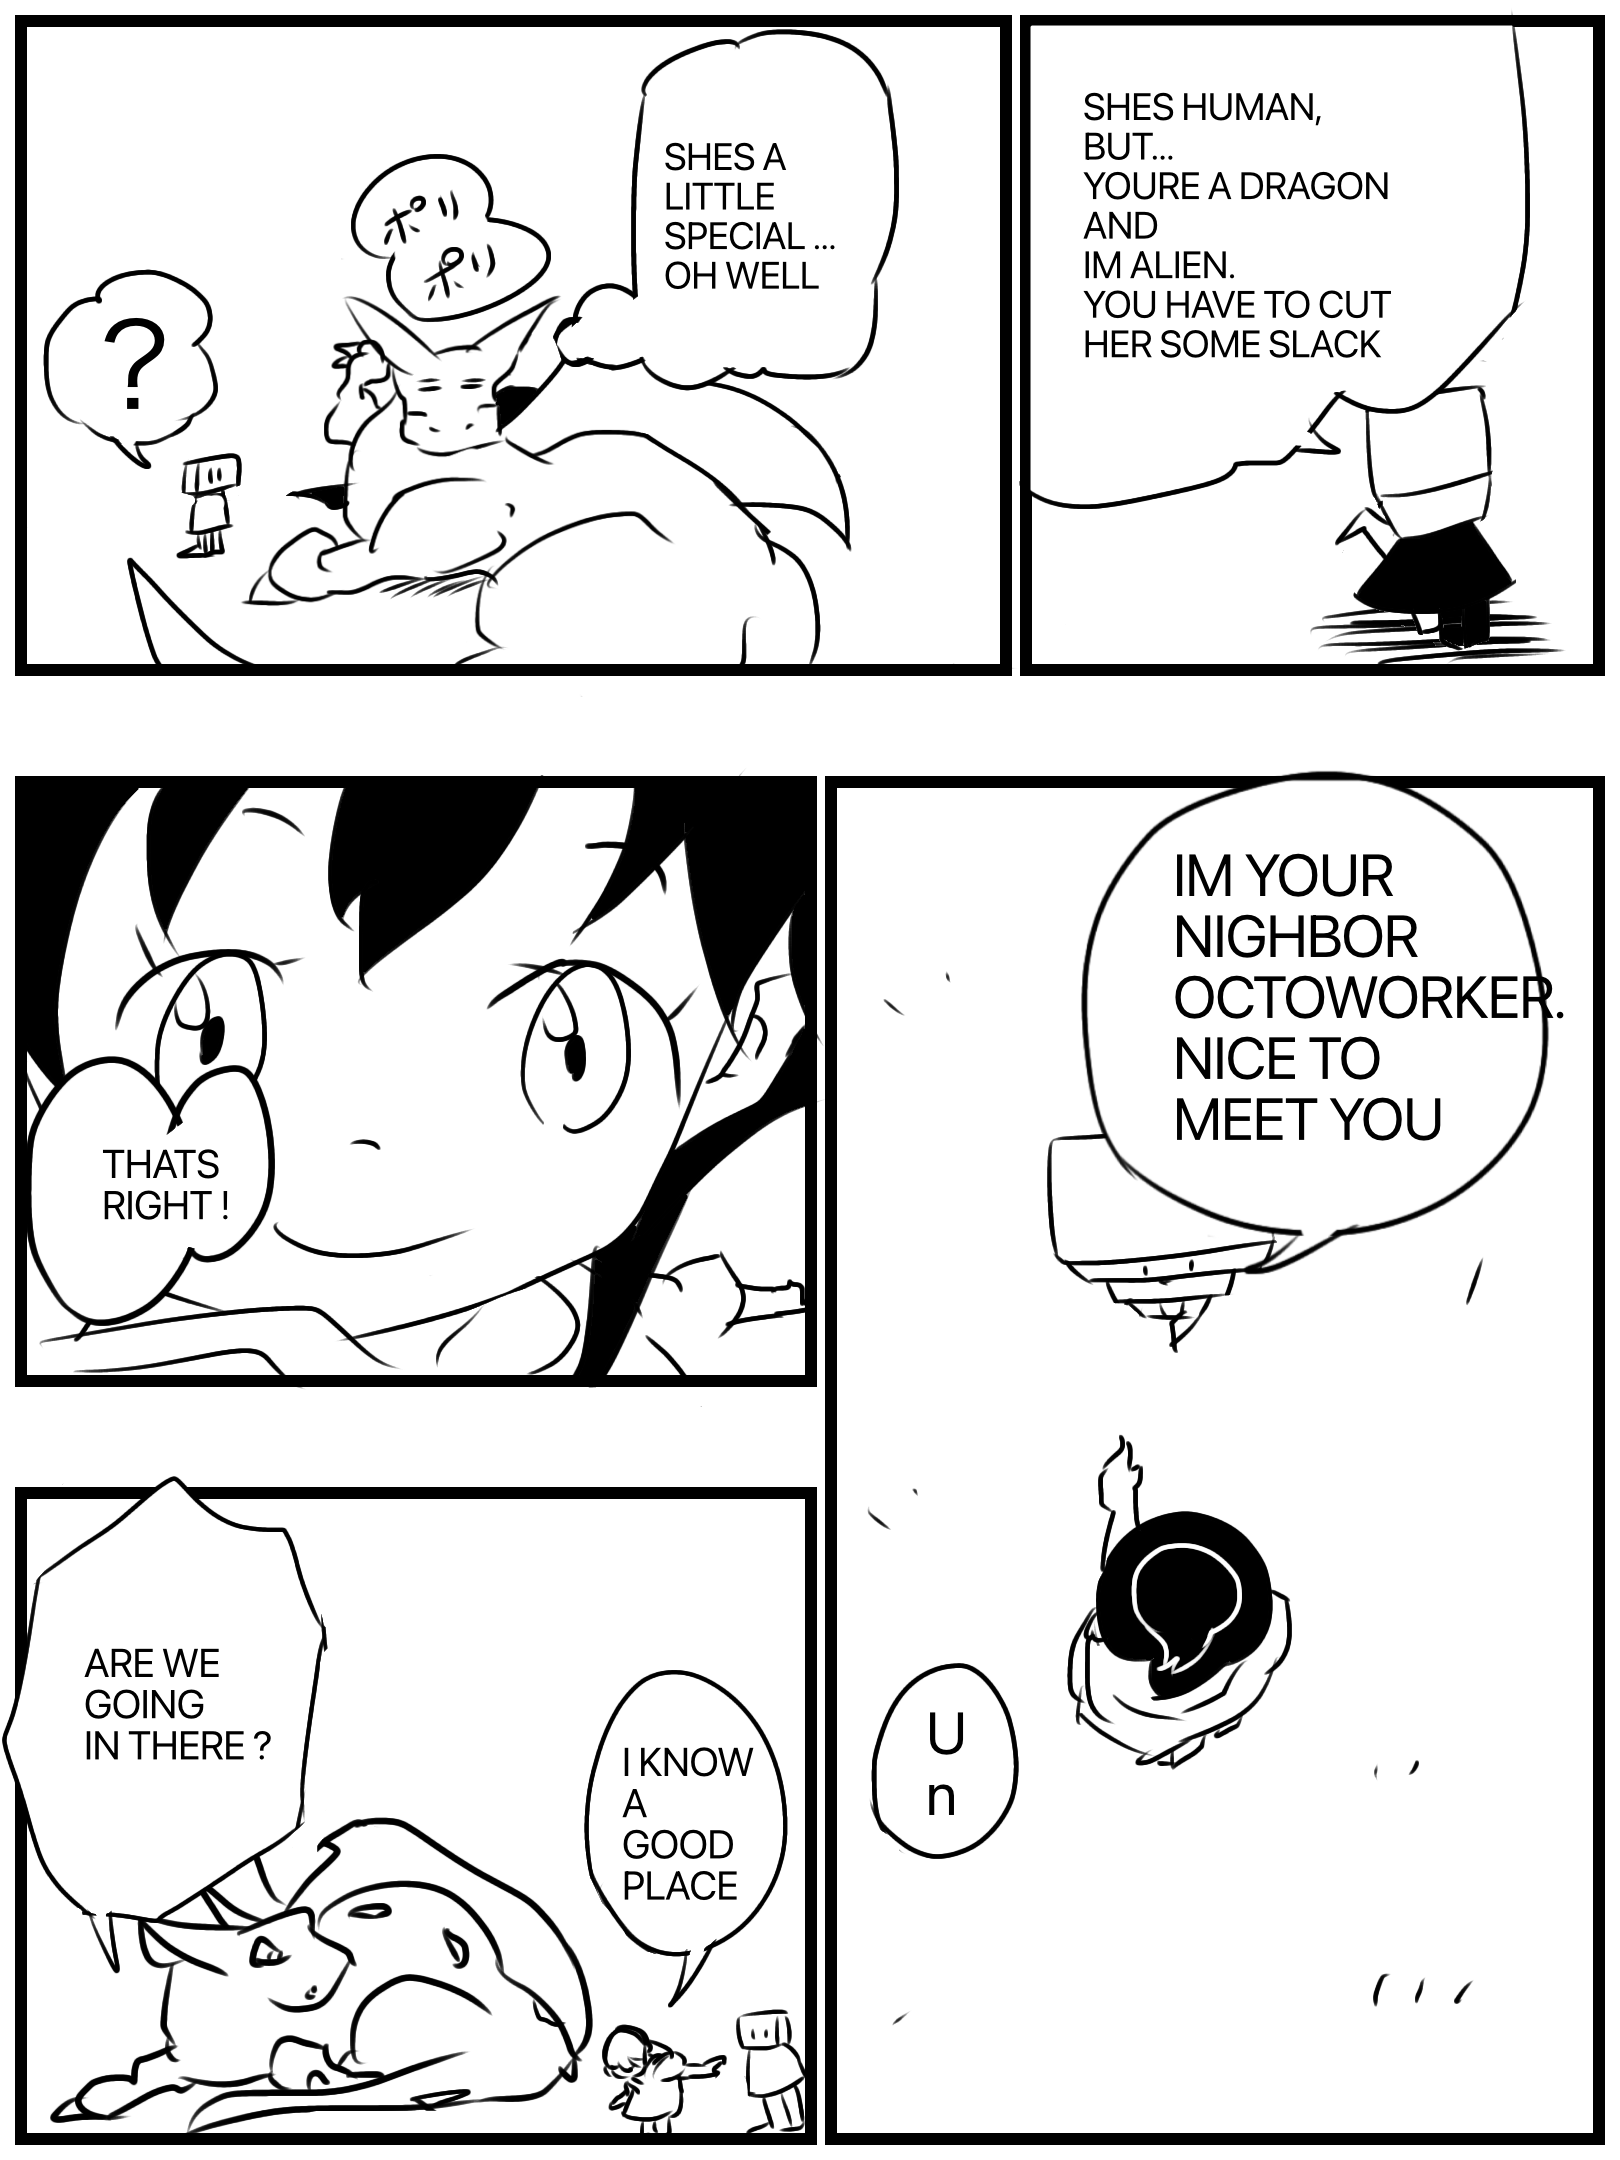 SHES HUMAN,
BUT...
YOURE A DRAGON
AND
IM ALIEN.
YOU HAVE TO CUT
HER SOME SLACK
SHES A
LITTLE
SPECIAL ...
OH WELL
ポリ
ポリ
?
IM YOUR
NIGHBOR
OCTOWORKER.
NICE TO
MEET YOU
U
n
THATS
RIGHT !
I KNOW
A
GOOD
PLACE
ARE WE
GOING
IN THERE ?